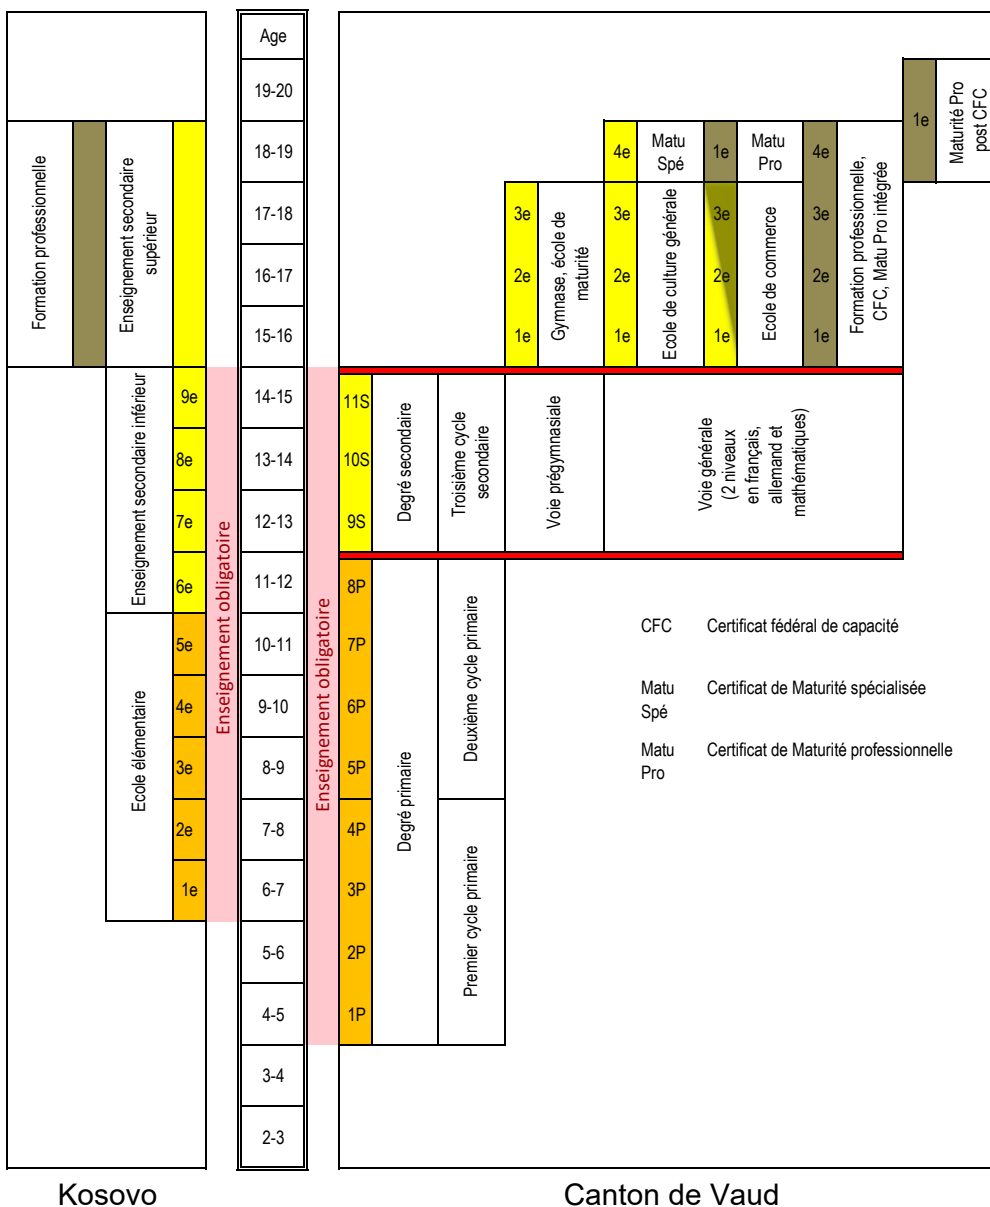 Age
19-20
18-19
17-18
16-17
15-16
14-15
13-14
12-13
11-12
10-11
9-10
8-9
7-8
6-7
5-6
4-5
3-4
2-3
Formation professionnelle
Enseignement secondaire
supérieur
Enseignement secondaire inférieur
9e
8e
7e
6e
Ecole élémentaire
5e
4e
3e
2e
1e
Enseignement obligatoire
Enseignement obligatoire
11S
10S
9S
8P
7P
6P
5P
4P
3P
2P
1P
Degré secondaire
Degré primaire
Troisième cycle
secondaire
Deuxième cycle primaire
Premier cycle primaire
Voie prégymnasiale
Voie générale
(2 niveaux
en français,
allemand et
mathématiques)
3e
2e
1e
Gymnase, école de
maturité
4e
3e
2e
1e
Matu
Spé
Ecole de culture générale
1e
3e
2e
1e
Matu
Pro
Ecole de commerce
4e
3e
2e
1e
Formation professionnelle,
CFC, Matu Pro intégrée
1e
Maturité Pro
post CFC
CFC Certificat fédéral de capacité
Matu Certificat de Maturité spécialisée
Spé
Matu Certificat de Maturité professionnelle
Pro
Kosovo
Canton de Vaud